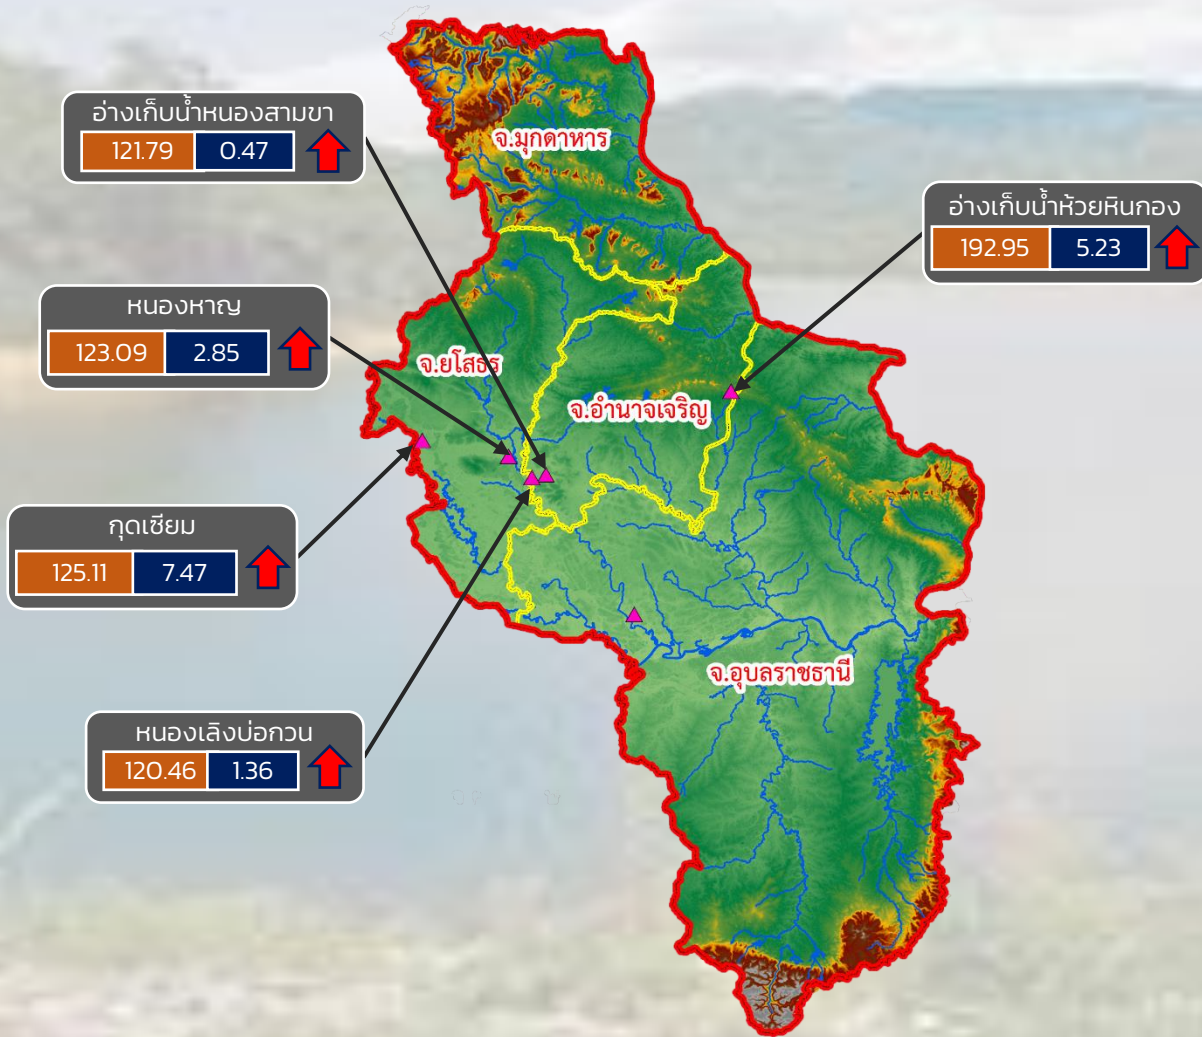 อ่างเก็บน้ำหนองสามขา
121.79 0.47
จ.มุกดาหาร
อ่างเก็บน้ำห้วยหินกอง
192.95 5.23
หนองหาญ
123.09 2.85
จ.ยโสธร
จ.อำนาจเจริญ
กุดเซียม
125.11 7.47
จ.อุบลราชธานี
หนองเลิงบ่อกวน
120.46 1.36